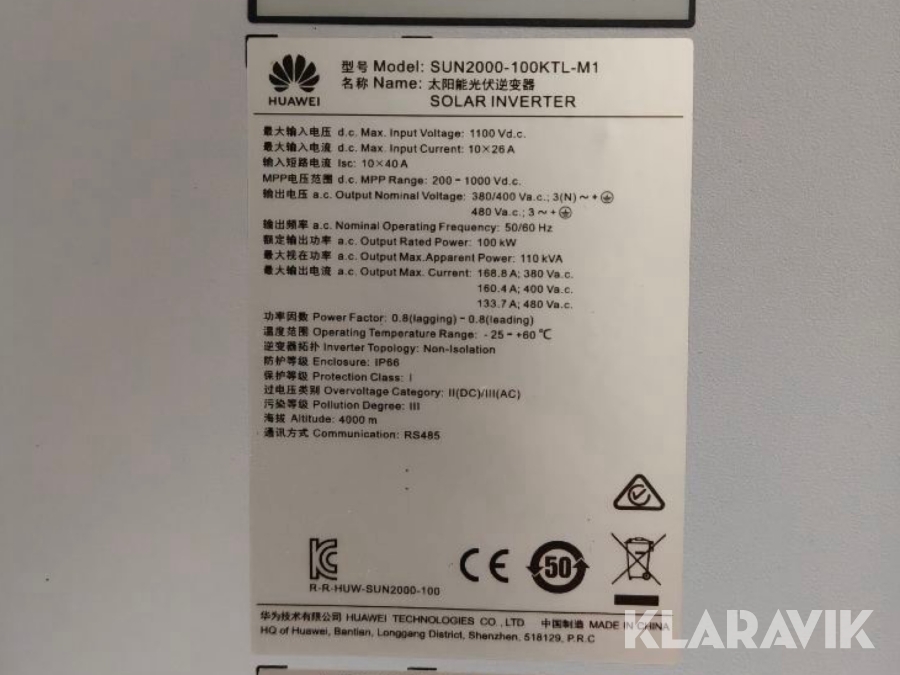 HUAWEI
型号 Model: SUN2000-100KTL-M1
名称 Name: 太阳能光伏逆变器
SOLAR INVERTER
最大输入电压 d.c. Max. Input Voltage: 1100 Vd.c.
最大输入电流 d.c. Max. Input Current: 10×26A
输入短路电流 Isc: 10×40A
MPP电压范围 d.c. MPP Range: 200 - 1000 Vd.c.
输出电压 a.c. Output Nominal Voltage: 380/400 Va.c.; 3(N) ~ +
480 Va.c.; 3 ~ +
输出频率 a.c. Nominal Operating Frequency: 50/60 Hz
额定输出功率 a.c. Output Rated Power: 100 kW
最大视在功率 a.c. Output Max.Apparent Power: 110 kVA
最大输出电流 a.c. Output Max. Current: 168.8 A; 380 Va.c.
160.4 A; 400 Va.c.
133.7 A; 480 Va.c.
功率因数 Power Factor: 0.8(lagging) - 0.8(leading)
温度范围 Operating Temperature Range: - 25 - +60 ℃
逆变器拓扑 Inverter Topology: Non-Isolation
防护等级 Enclosure: IP66
保护等级 Protection Class: I
过电压类别 Overvoltage Category: II(DC)/III(AC)
污染等级 Pollution Degree: III
海拔 Altitude: 4000 m
通讯方式 Communication: RS485
R-R-HUW-SUN2000-100
CE
50
华为技术有限公司 HUAWEI TECHNOLOGIES CO., LTD 中国制造 MADE IN CHINA
HQ of Huawei, Bantian, Longgang District, Shenzhen, 518129, P.R.C
KLARAVIK